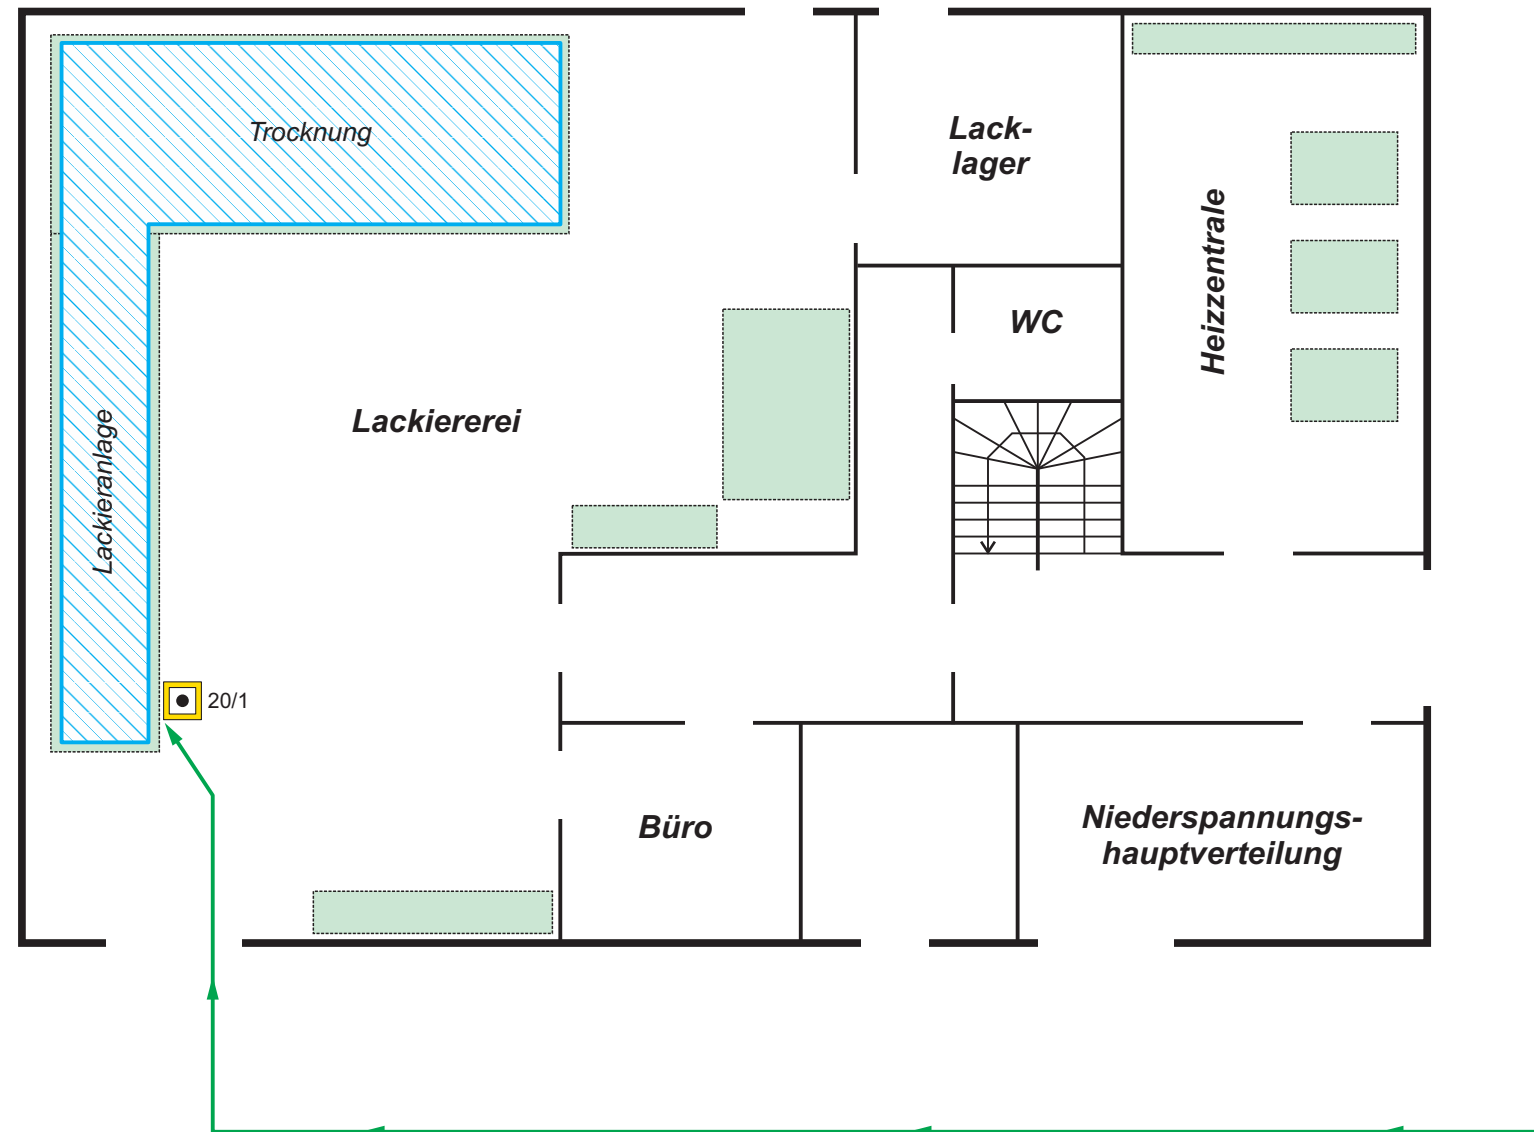 Trocknung
Lack-
lager
Heizzentrale
WC
Lackiererei
Lackieranlage
20/1
Büro
Niederspannungs-
hauptverteilung